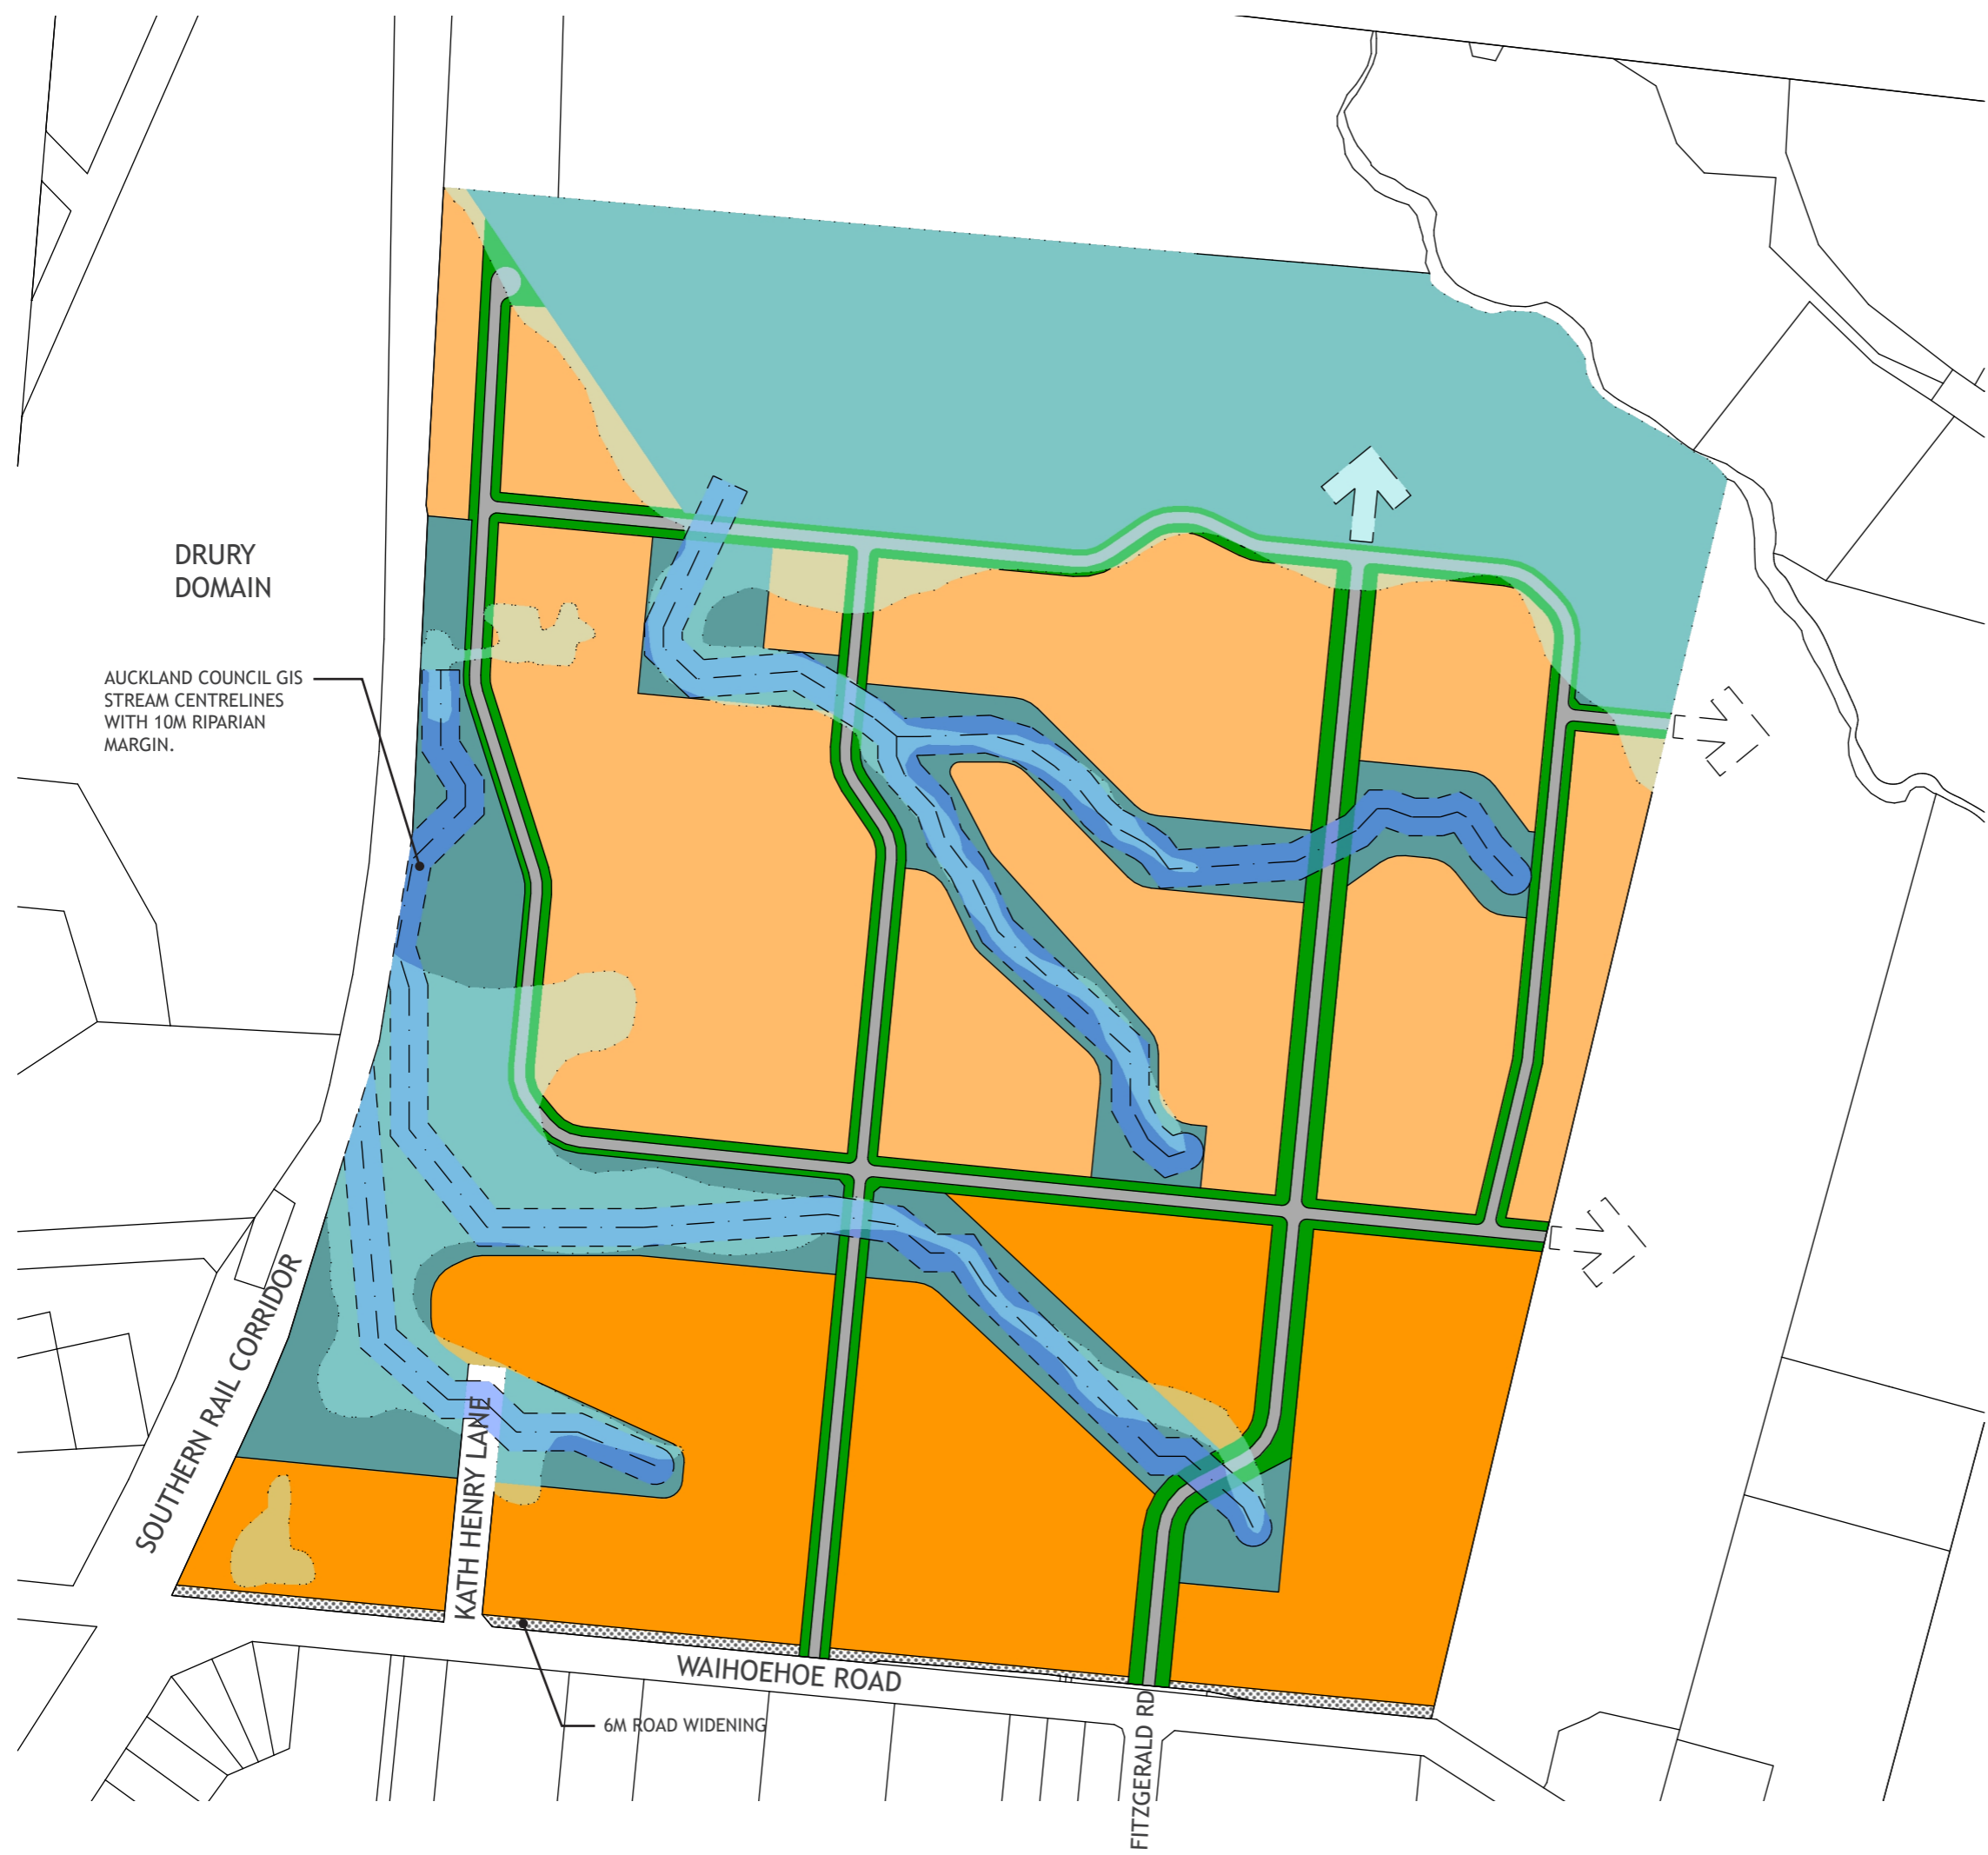 DRURY
DOMAIN
AUCKLAND COUNCIL GIS
STREAM CENTRELINES
WITH 10M RIPARIAN
MARGIN.
SOUTHERN RAIL CORRIDOR
KATH HENRY LANE
WAIHOEHOE ROAD
6M ROAD WIDENING
FITZGERALD RD